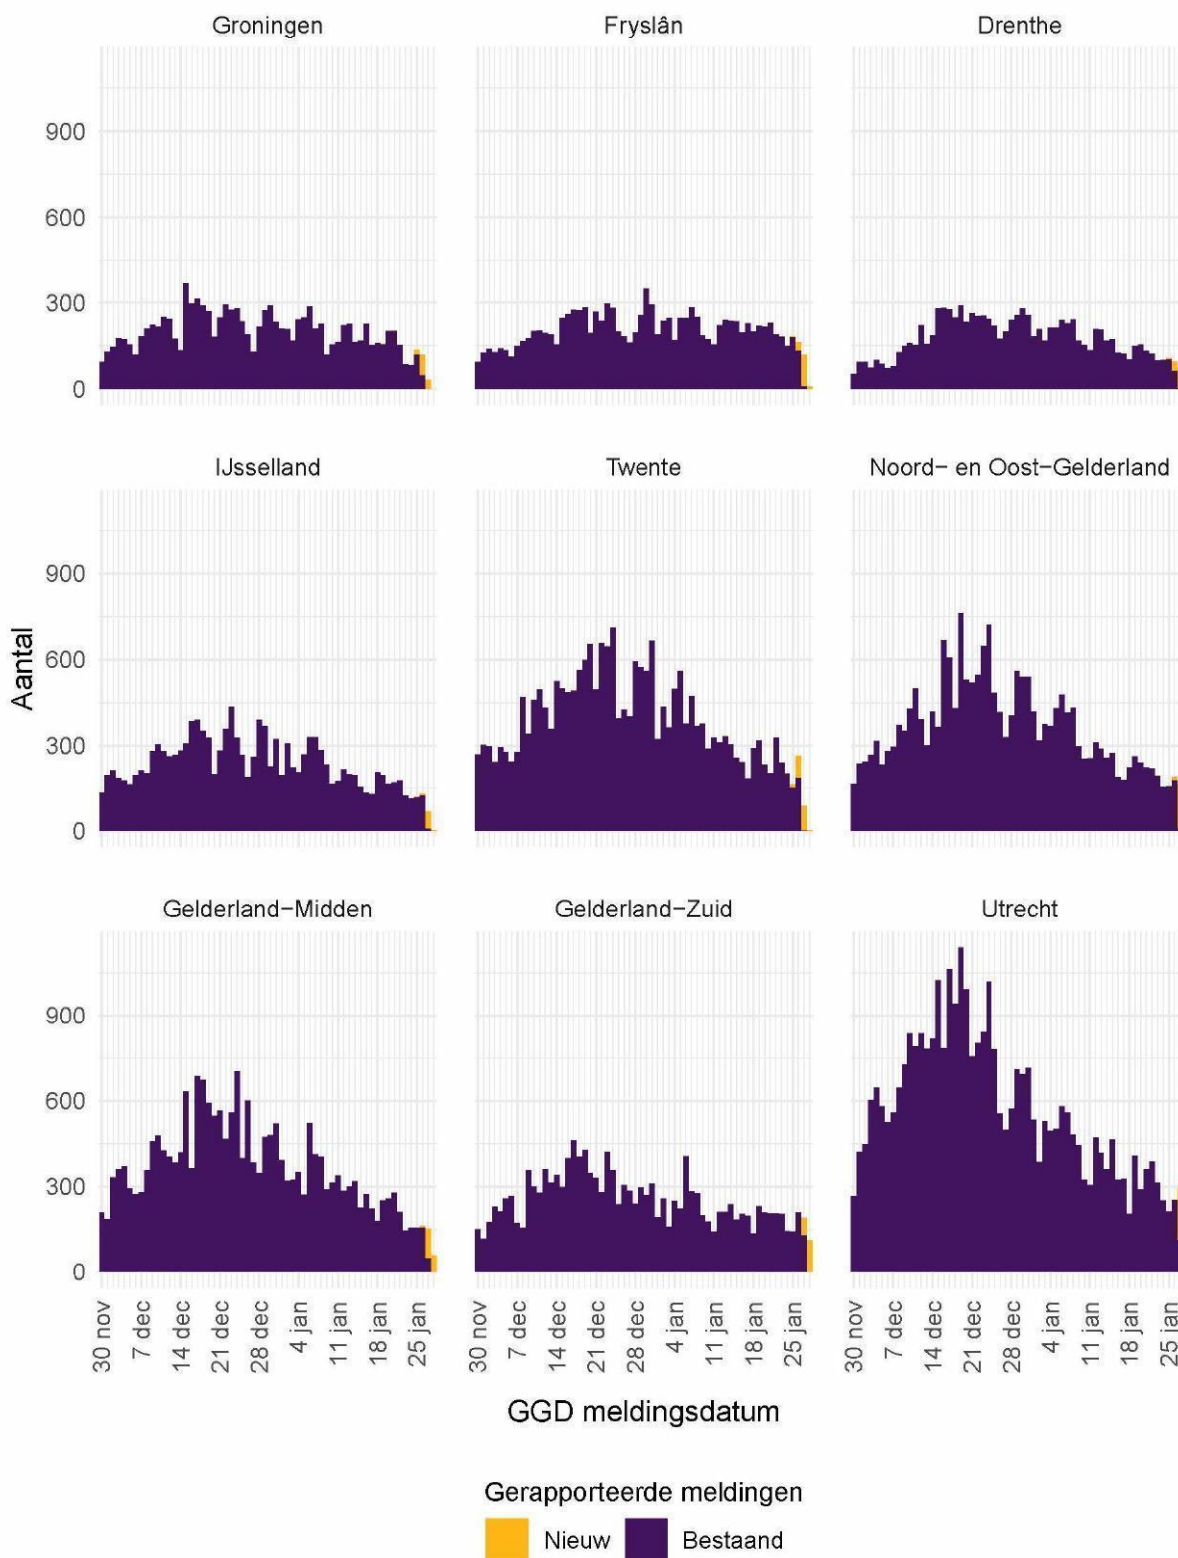 Groningen Fryslân Drenthe
900
600
300
0
IJsselland Twente Noord- en Oost-Gelderland
900
600
300
0
Aantal
Gelderland-Midden Gelderland-Zuid Utrecht
900
600
300
0
30 nov 7 dec 14 dec 21 dec 28 dec 4 jan 11 jan 18 jan 25 jan 30 nov 7 dec 14 dec 21 dec 28 dec 4 jan 11 jan 18 jan 25 jan 30 nov 7 dec 14 dec 21 dec 28 dec 4 jan 11 jan 18 jan 25 jan
GGD meldingsdatum
Gerapporteerde meldingen
Nieuw Bestaand